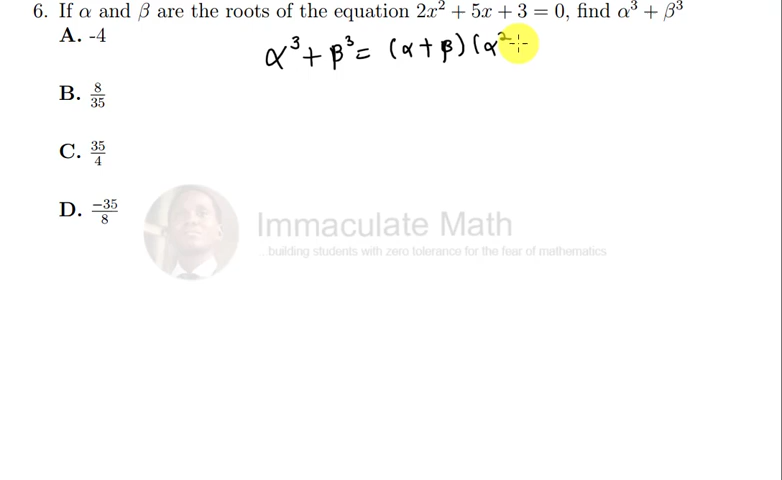 6. If α and β are the roots of the equation 2x² + 5x + 3 = 0, find α³ + β³
A. -4
α³ + β³ = (α + β) (α² -
B. 8/35
C. 35/4
D. -35/8
Immaculate Math
.. building students with zero tolerance for the fear of mathematics